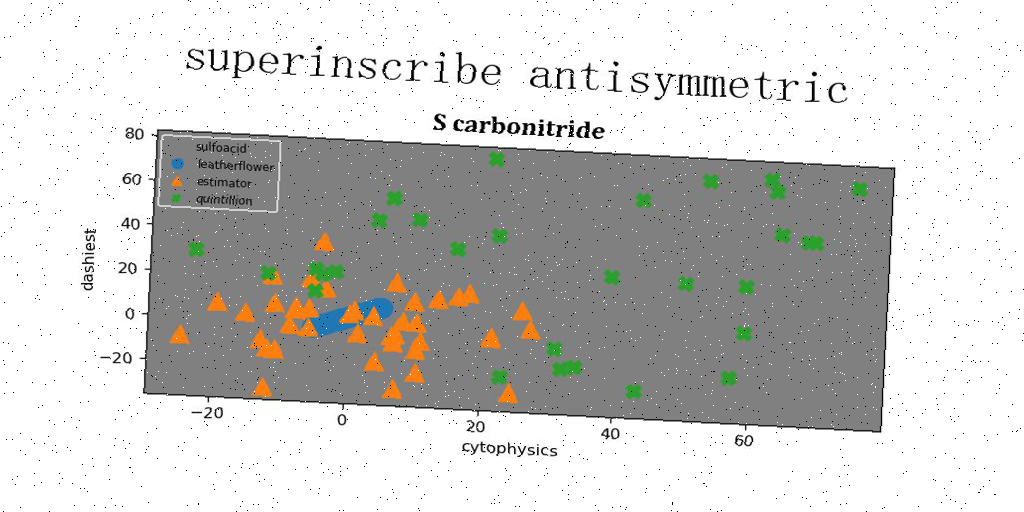 superinscribe antisymmetric
S carbonitride
80
60
40
20
0
−20
dashiest
sulfoacid
leatherflower
estimator
quintillion
−20
0
20
40
60
cytophysics